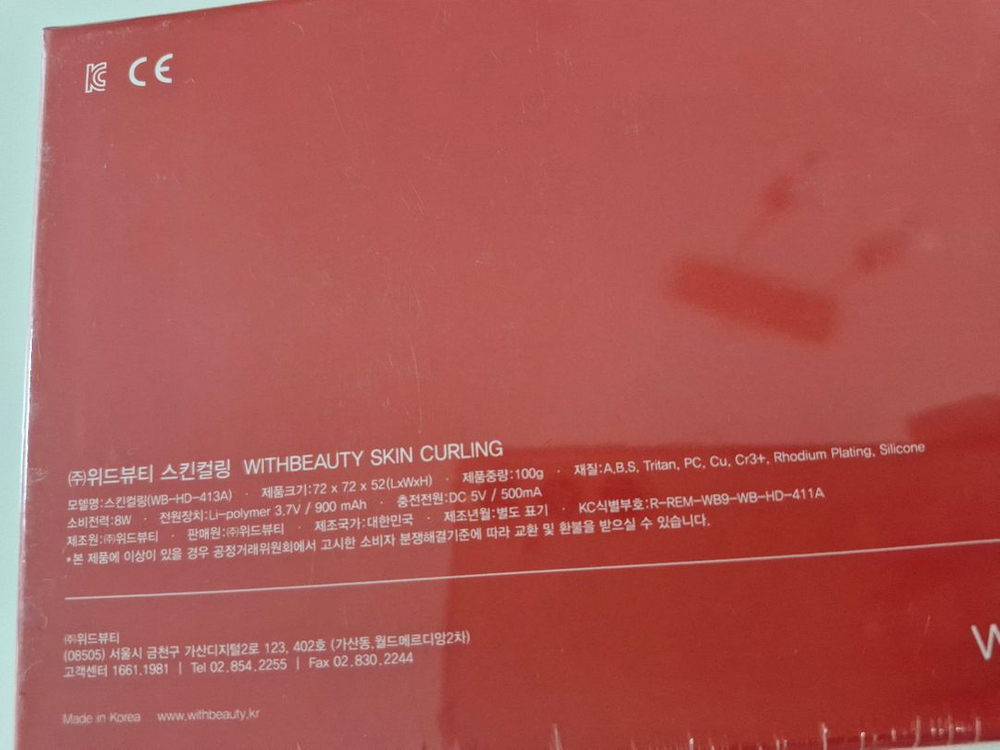 KC CE
㈜위드뷰티 스킨컬링 WITHBEAUTY SKIN CURLING
모델명:스킨컬링(WB-HD-413A) · 제품크기:72 x 72 x 52(LxWxH) · 제품중량:100g · 재질:A,B,S, Tritan, PC, Cu, Cr3+, Rhodium Plating, Silicone
소비전력:8W · 전원장치:Li-polymer 3.7V / 900 mAh · 충전전원:DC 5V / 500mA
제조원:㈜위드뷰티 · 판매원:㈜위드뷰티 · 제조국가:대한민국 · 제조년월:별도 표기 · KC식별부호:R-REM-WB9-WB-HD-411A
*본 제품에 이상이 있을 경우 공정거래위원회에서 고시한 소비자 분쟁해결기준에 따라 교환 및 환불을 받으실 수 있습니다.
W
㈜위드뷰티
(08505) 서울시 금천구 가산디지털2로 123, 402호 (가산동,월드메르디앙2차)
고객센터 1661.1981 | Tel 02.854.2255 | Fax 02.830.2244
Made in Korea www.withbeauty.kr